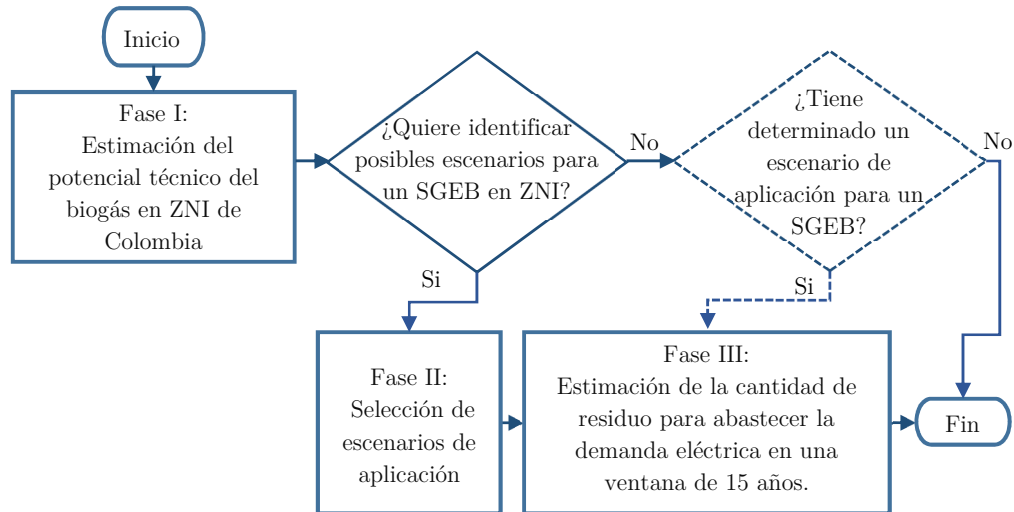 Inicio
Fase I:
Estimación del
potencial técnico del
biogás en ZNI de
Colombia
¿Quiere identificar
posibles escenarios para
un SGEB en ZNI?
No
¿Tiene
determinado un
escenario de
aplicación para un
SGEB?
No
Si
Si
Fase II:
Selección de
escenarios de
aplicación
Fase III:
Estimación de la cantidad de
residuo para abastecer la
demanda eléctrica en una
ventana de 15 años.
Fin